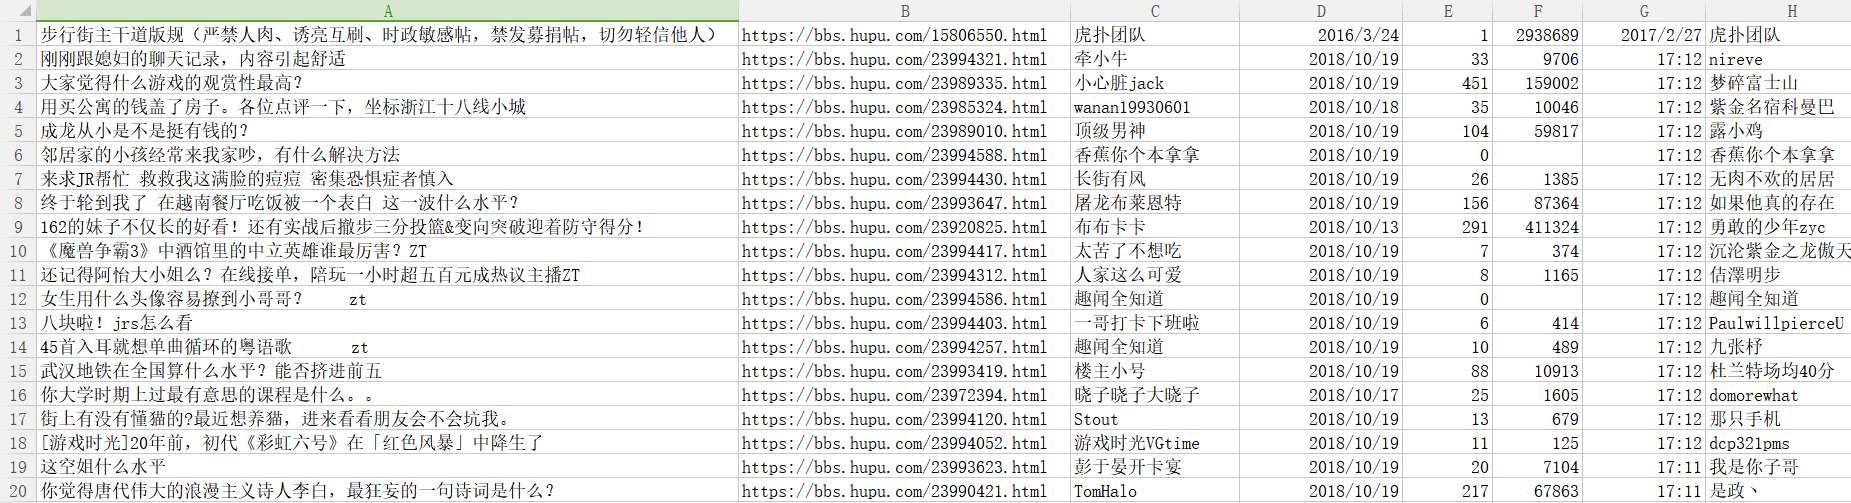 A B C D E F G H
1 步行街主干道版规（严禁人肉、诱亮互刷、时政敏感帖，禁发募捐帖，切勿轻信他人） https://bbs.hupu.com/15806550.html 虎扑团队 2016/3/24 1 2938689 2017/2/27 虎扑团队
2 刚刚跟媳妇的聊天记录，内容引起舒适 https://bbs.hupu.com/23994321.html 牵小牛 2018/10/19 33 9706 17:12 nireve
3 大家觉得什么游戏的观赏性最高？ https://bbs.hupu.com/23989335.html 小心脏jack 2018/10/19 451 159002 17:12 梦碎富士山
4 用买公寓的钱盖了房子。各位点评一下，坐标浙江十八线小城 https://bbs.hupu.com/23985324.html wanan19930601 2018/10/18 35 10046 17:12 紫金名宿科曼巴
5 成龙从小是不是挺有钱的？ https://bbs.hupu.com/23989010.html 顶级男神 2018/10/19 104 59817 17:12 露小鸡
6 邻居家的小孩经常来我家吵，有什么解决方法 https://bbs.hupu.com/23994588.html 香蕉你个本拿拿 2018/10/19 0 17:12 香蕉你个本拿拿
7 来求JR帮忙 救救我这满脸的痘痘 密集恐惧症者慎入 https://bbs.hupu.com/23994430.html 长街有风 2018/10/19 26 1385 17:12 无肉不欢的居居
8 终于轮到我了 在越南餐厅吃饭被一个表白 这一波什么水平？ https://bbs.hupu.com/23993647.html 屠龙布莱恩特 2018/10/19 156 87364 17:12 如果他真的存在
9 162的妹子不仅长的好看！还有实战后撤步三分投篮&变向突破迎着防守得分！ https://bbs.hupu.com/23920825.html 布布卡卡 2018/10/13 291 411324 17:12 勇敢的少年zyc
10 《魔兽争霸3》中酒馆里的中立英雄谁最厉害？ZT https://bbs.hupu.com/23994417.html 太苦了不想吃 2018/10/19 7 374 17:12 沉沦紫金之龙傲天
11 还记得阿怡大小姐么？在线接单，陪玩一小时超五百元成热议主播ZT https://bbs.hupu.com/23994312.html 人家这么可爱 2018/10/19 8 1165 17:12 佶澤明步
12 女生用什么头像容易撩到小哥哥？ zt https://bbs.hupu.com/23994586.html 趣闻全知道 2018/10/19 0 17:12 趣闻全知道
13 八块啦！jrs怎么看 https://bbs.hupu.com/23994403.html 一哥打卡下班啦 2018/10/19 6 414 17:12 PaulwillpierceU
14 45首入耳就想单曲循环的粤语歌 zt https://bbs.hupu.com/23994257.html 趣闻全知道 2018/10/19 10 489 17:12 九张杼
15 武汉地铁在全国算什么水平？能否挤进前五 https://bbs.hupu.com/23993419.html 楼主小号 2018/10/19 88 10913 17:12 杜兰特场均40分
16 你大学时期上过最有意思的课程是什么。。 https://bbs.hupu.com/23972394.html 晓子晓子大晓子 2018/10/17 25 1605 17:12 domorewhat
17 街上有没有懂猫的?最近想养猫，进来看看朋友会不会坑我。 https://bbs.hupu.com/23994120.html Stout 2018/10/19 13 679 17:12 那只手机
18 [游戏时光]20年前，初代《彩虹六号》在「红色风暴」中降生了 https://bbs.hupu.com/23994052.html 游戏时光VGtime 2018/10/19 11 125 17:12 dcp321pms
19 这空姐什么水平 https://bbs.hupu.com/23993623.html 彭于晏开卡宴 2018/10/19 20 7104 17:11 我是你子哥
20 你觉得唐代伟大的浪漫主义诗人李白，最狂妄的一句诗词是什么？ https://bbs.hupu.com/23990421.html TomHalo 2018/10/19 217 67863 17:11 是政丶